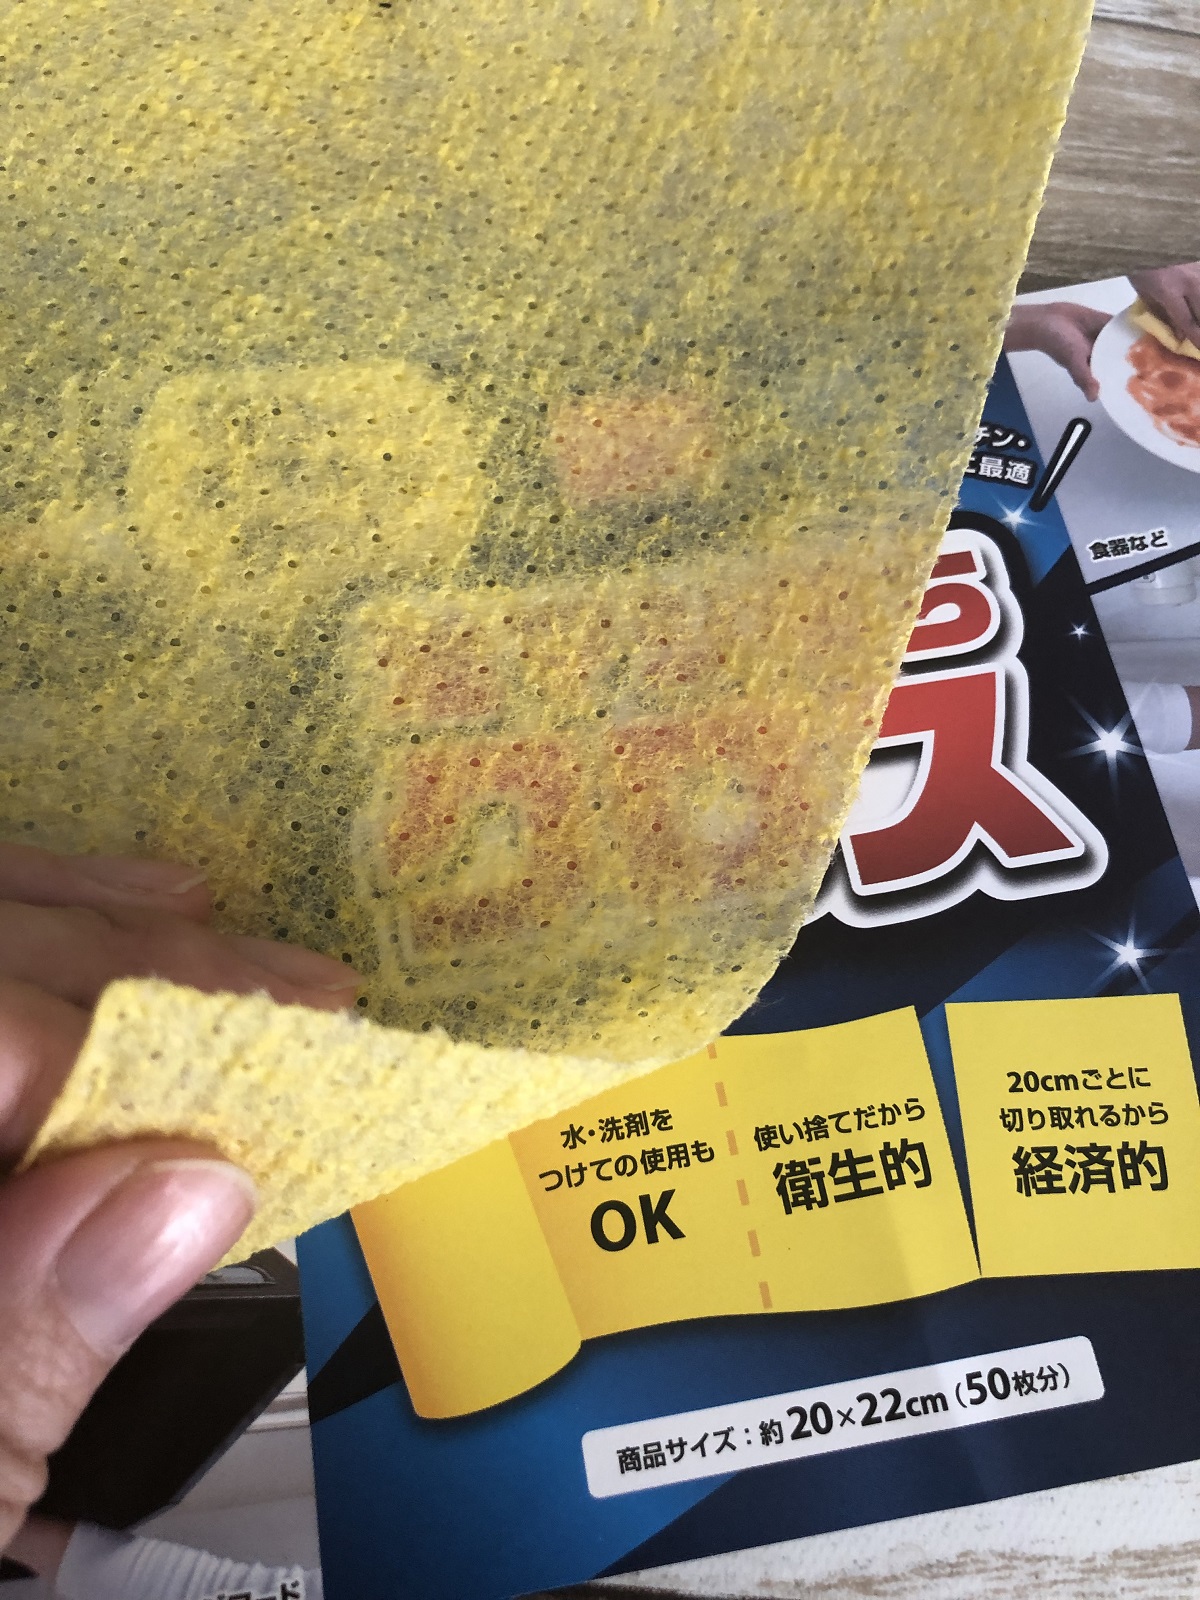 チン・
に最適
食器など
ら
ス
水・洗剤を
つけての使用も
OK
使い捨てだから
衛生的
20cmごとに
切り取れるから
経済的
商品サイズ：約20×22cm（50枚分）